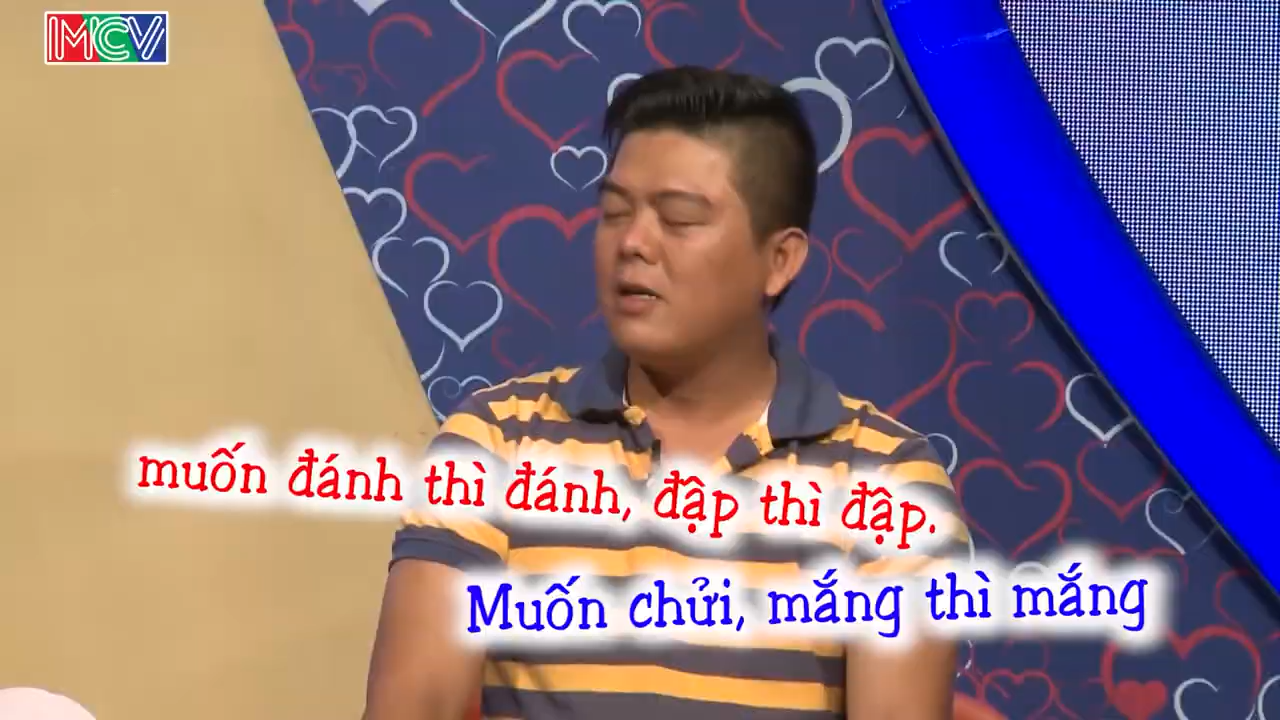 MCV
muốn đánh thì đánh, đập thì đập.
Muốn chửi, mắng thì mắng